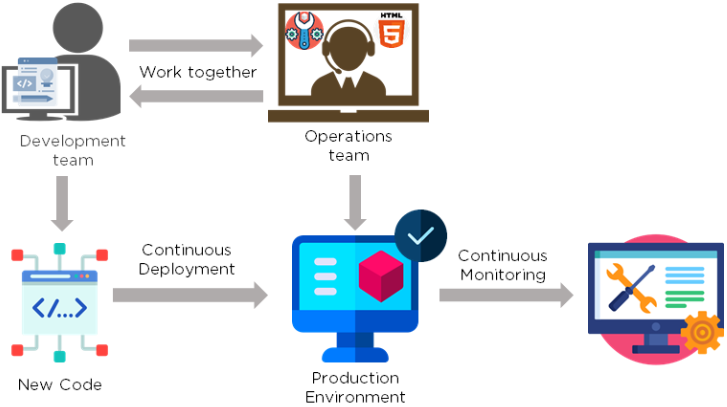 HTML
5
Work together
Development
team
Operations
team
</>
Continuous
Deployment
Continuous
Monitoring
</...>
New Code
Production
Environment